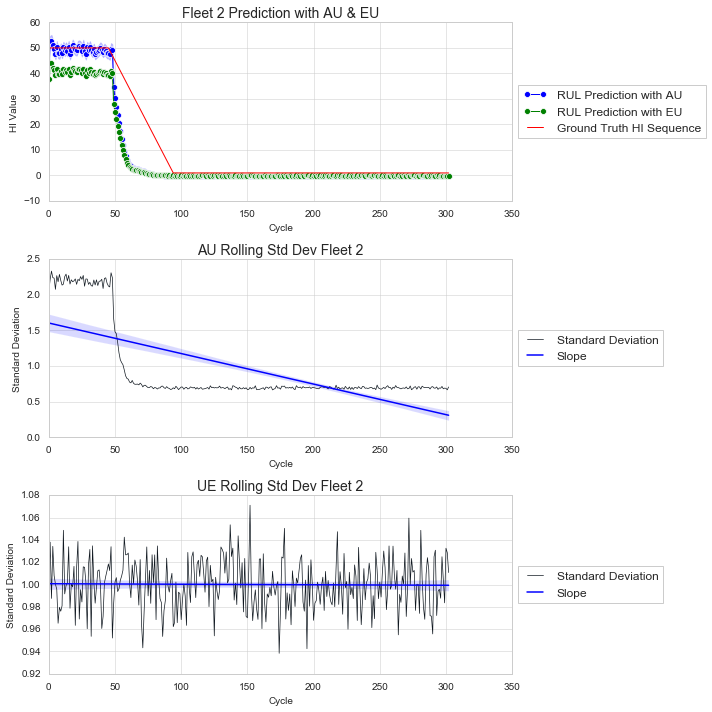 Fleet 2 Prediction with AU & EU
60
50
40
30
20
10
0
−10
HI Value
0 50 100 150 200 250 300 350
Cycle
RUL Prediction with AU
RUL Prediction with EU
Ground Truth HI Sequence
AU Rolling Std Dev Fleet 2
2.5
2.0
1.5
1.0
0.5
0.0
Standard Deviation
0 50 100 150 200 250 300 350
Cycle
Standard Deviation
Slope
UE Rolling Std Dev Fleet 2
1.08
1.06
1.04
1.02
1.00
0.98
0.96
0.94
0.92
Standard Deviation
0 50 100 150 200 250 300 350
Cycle
Standard Deviation
Slope